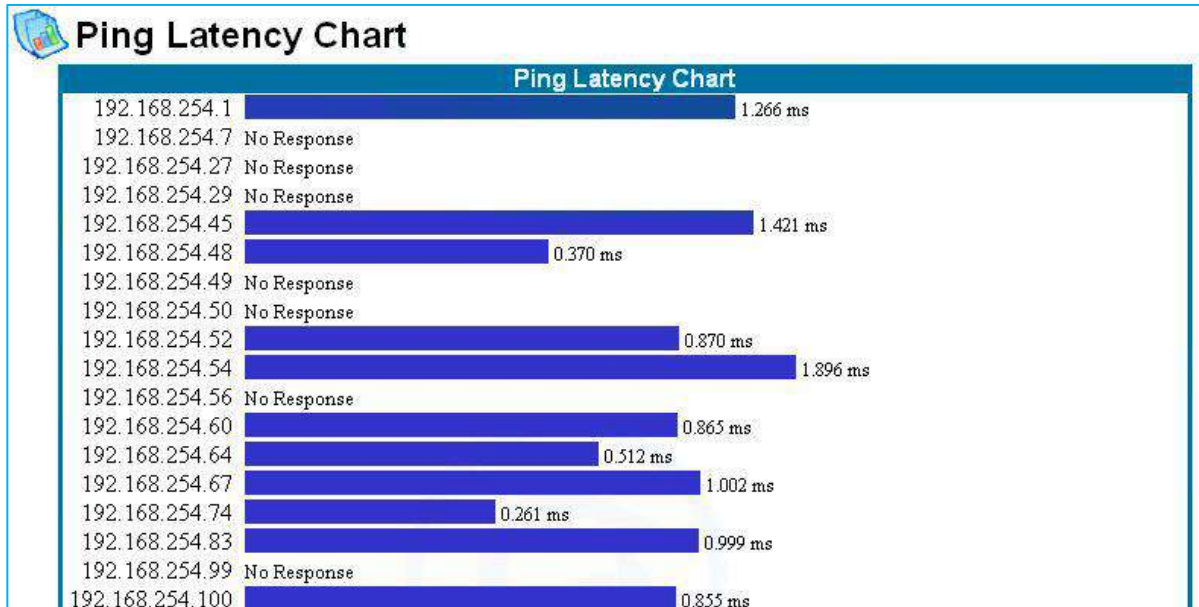 Ping Latency Chart
Ping Latency Chart
192.168.254.1 1.266 ms
192.168.254.7 No Response
192.168.254.27 No Response
192.168.254.29 No Response
192.168.254.45 1.421 ms
192.168.254.48 0.370 ms
192.168.254.49 No Response
192.168.254.50 No Response
192.168.254.52 0.870 ms
192.168.254.54 1.896 ms
192.168.254.56 No Response
192.168.254.60 0.865 ms
192.168.254.64 0.512 ms
192.168.254.67 1.002 ms
192.168.254.74 0.261 ms
192.168.254.83 0.999 ms
192.168.254.99 No Response
192.168.254.100 0.855 ms